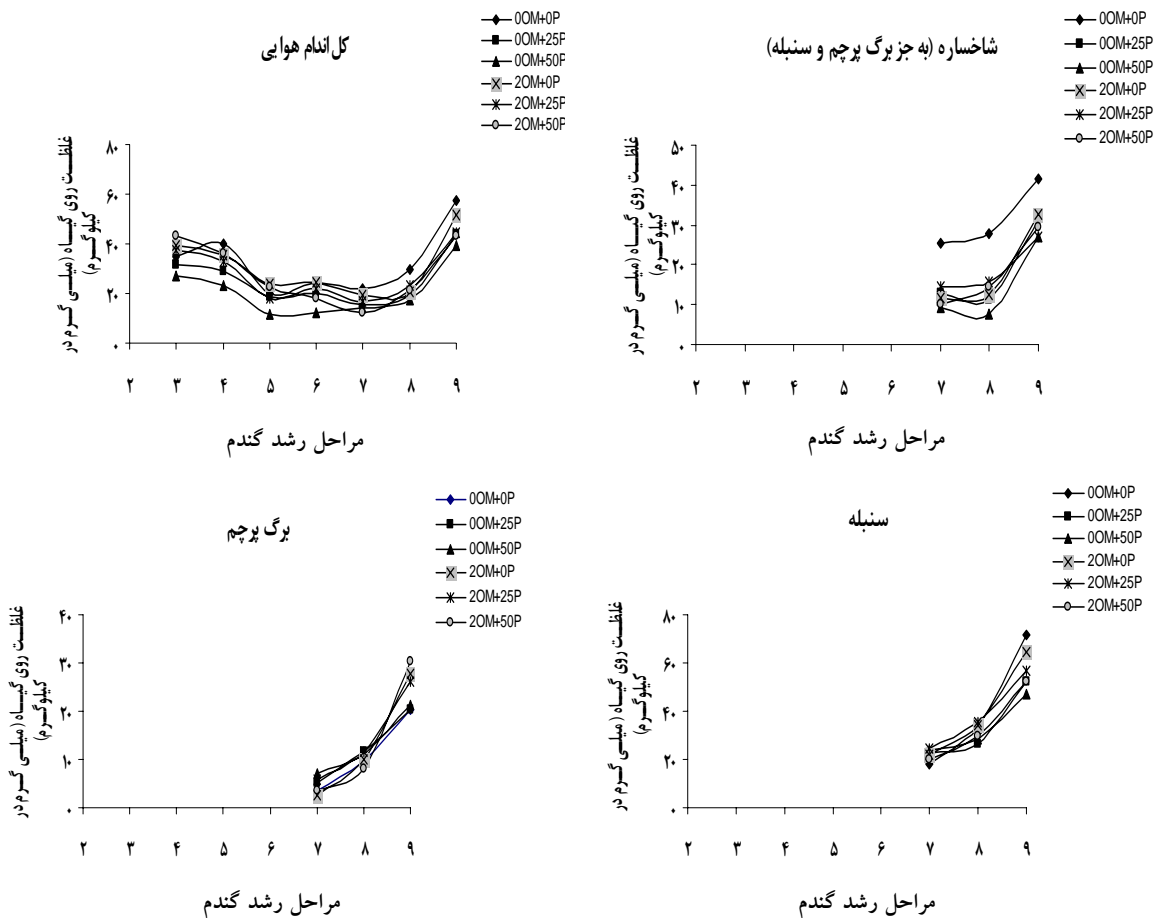 کل اندام هوایی
0OM+0P
0OM+25P
0OM+50P
2OM+0P
2OM+25P
2OM+50P
غلظت روی گیاه (میلی گرم در
کیلوگرم)
۸۰
۶۰
۴۰
۲۰
۰
۲ ۳ ۴ ۵ ۶ ۷ ۸ ۹
مراحل رشد گندم
شاخساره (به جز برگ پرچم و سنبله)
0OM+0P
0OM+25P
0OM+50P
2OM+0P
2OM+25P
2OM+50P
غلظت روی گیاه (میلی گرم در
کیلوگرم)
۵۰
۴۰
۳۰
۲۰
۱۰
۰
۲ ۳ ۴ ۵ ۶ ۷ ۸ ۹
مراحل رشد گندم
برگ پرچم
0OM+0P
0OM+25P
0OM+50P
2OM+0P
2OM+25P
2OM+50P
غلظت روی گیاه (میلی گرم در
کیلوگرم)
۴۰
۳۰
۲۰
۱۰
۰
۲ ۳ ۴ ۵ ۶ ۷ ۸ ۹
مراحل رشد گندم
سنبله
0OM+0P
0OM+25P
0OM+50P
2OM+0P
2OM+25P
2OM+50P
غلظت روی گیاه (میلی گرم در
کیلوگرم)
۸۰
۶۰
۴۰
۲۰
۰
۲ ۳ ۴ ۵ ۶ ۷ ۸ ۹
مراحل رشد گندم